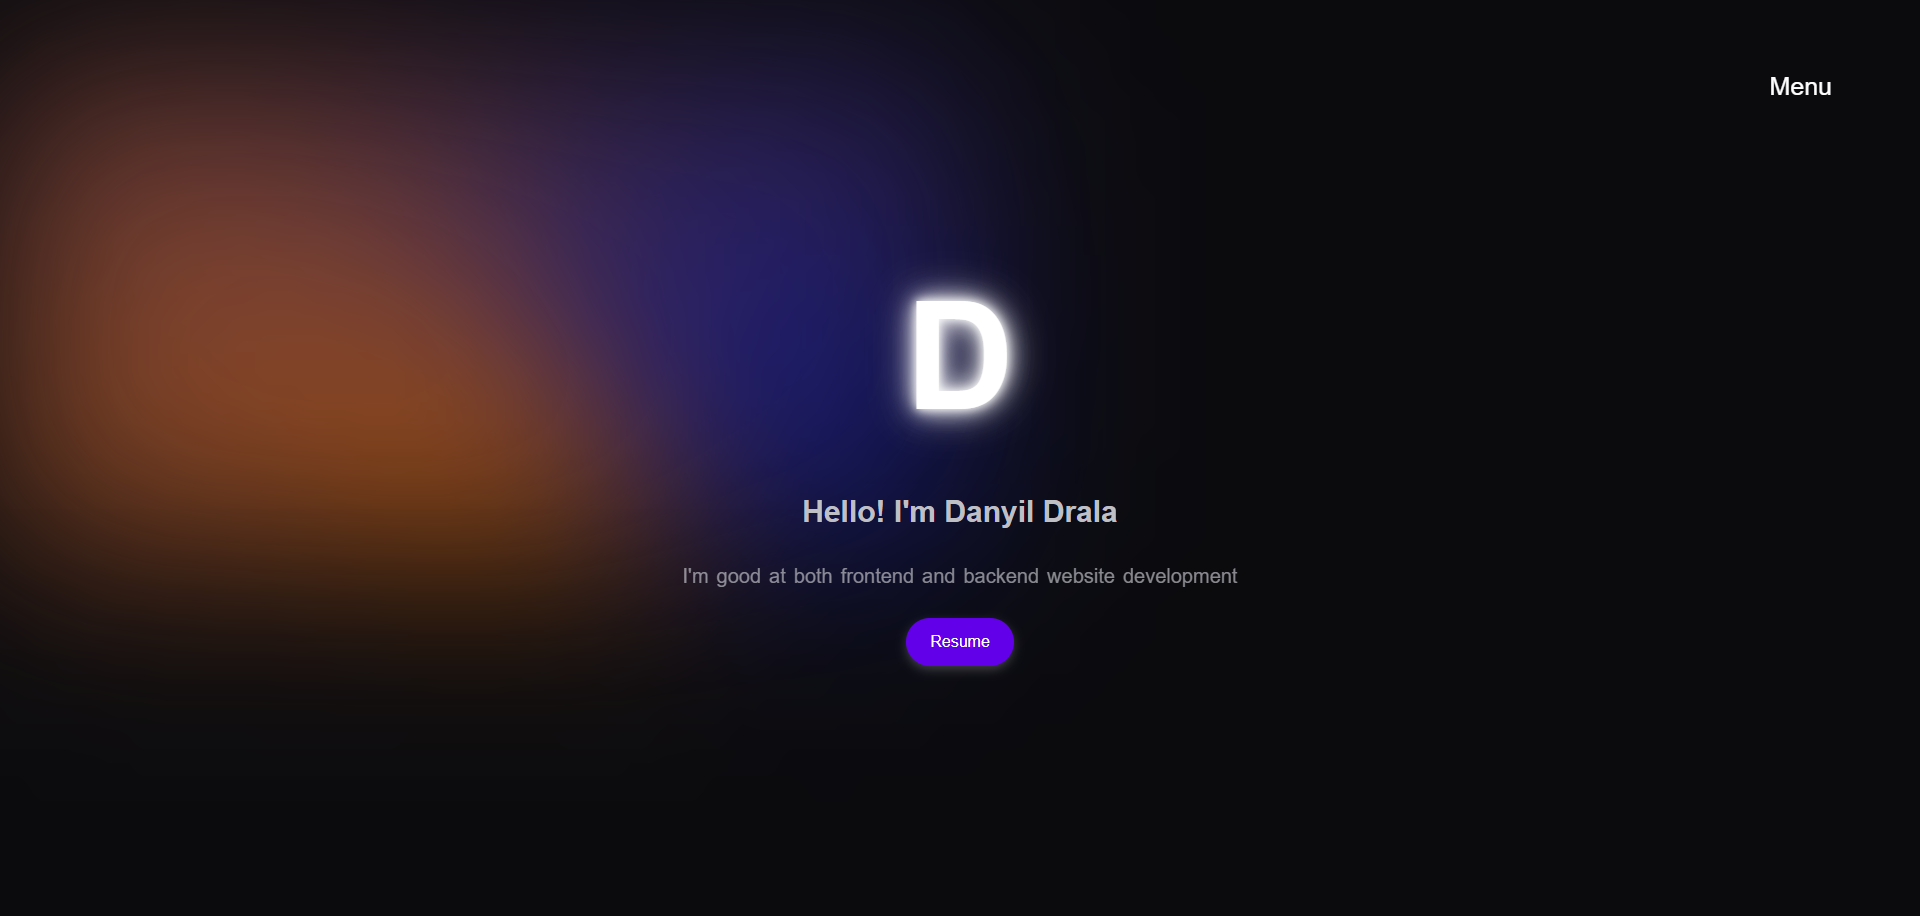 Menu
D
Hello! I'm Danyil Drala
I'm good at both frontend and backend website development
Resume